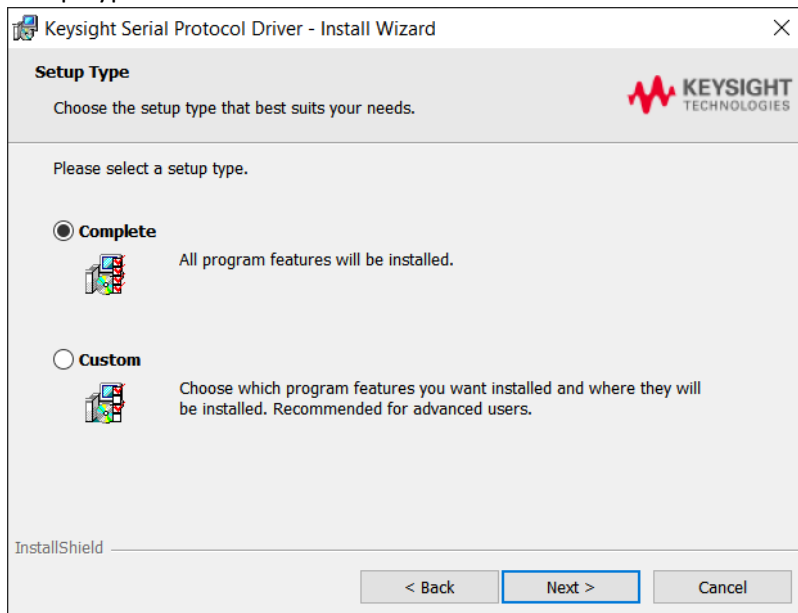 Keysight Serial Protocol Driver - Install Wizard
Setup Type
Choose the setup type that best suits your needs.
KEYSIGHT
TECHNOLOGIES
Please select a setup type.
Complete
All program features will be installed.
Custom
Choose which program features you want installed and where they will
be installed. Recommended for advanced users.
InstallShield
< Back
Next >
Cancel